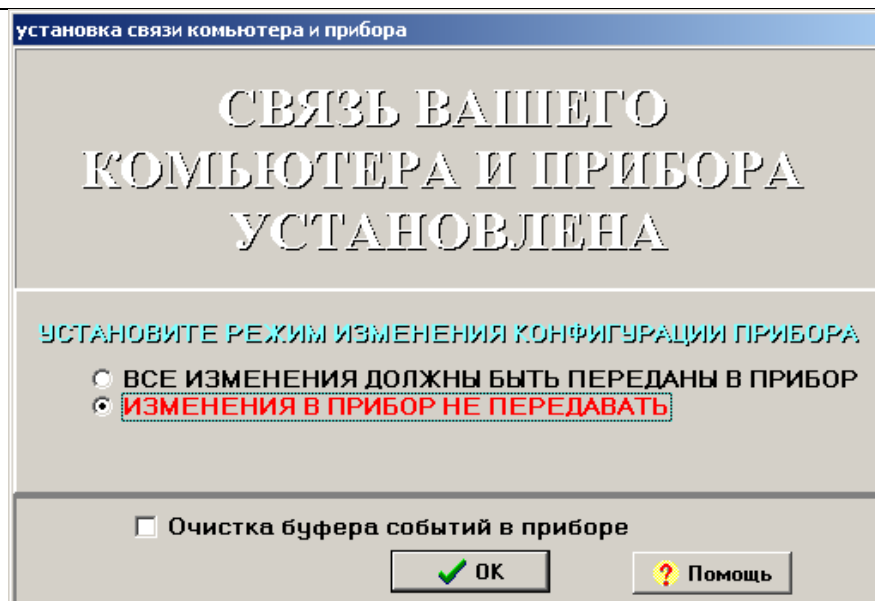 установка связи комьютера и прибора
СВЯЗЬ ВАШЕГО
КОМЬЮТЕРА И ПРИБОРА
УСТАНОВЛЕНА
УСТАНОВИТЕ РЕЖИМ ИЗМЕНЕНИЯ КОНФИГУРАЦИИ ПРИБОРА
ВСЕ ИЗМЕНЕНИЯ ДОЛЖНЫ БЫТЬ ПЕРЕДАНЫ В ПРИБОР
ИЗМЕНЕНИЯ В ПРИБОР НЕ ПЕРЕДАВАТЬ
Очистка буфера событий в приборе
OK
? Помощь